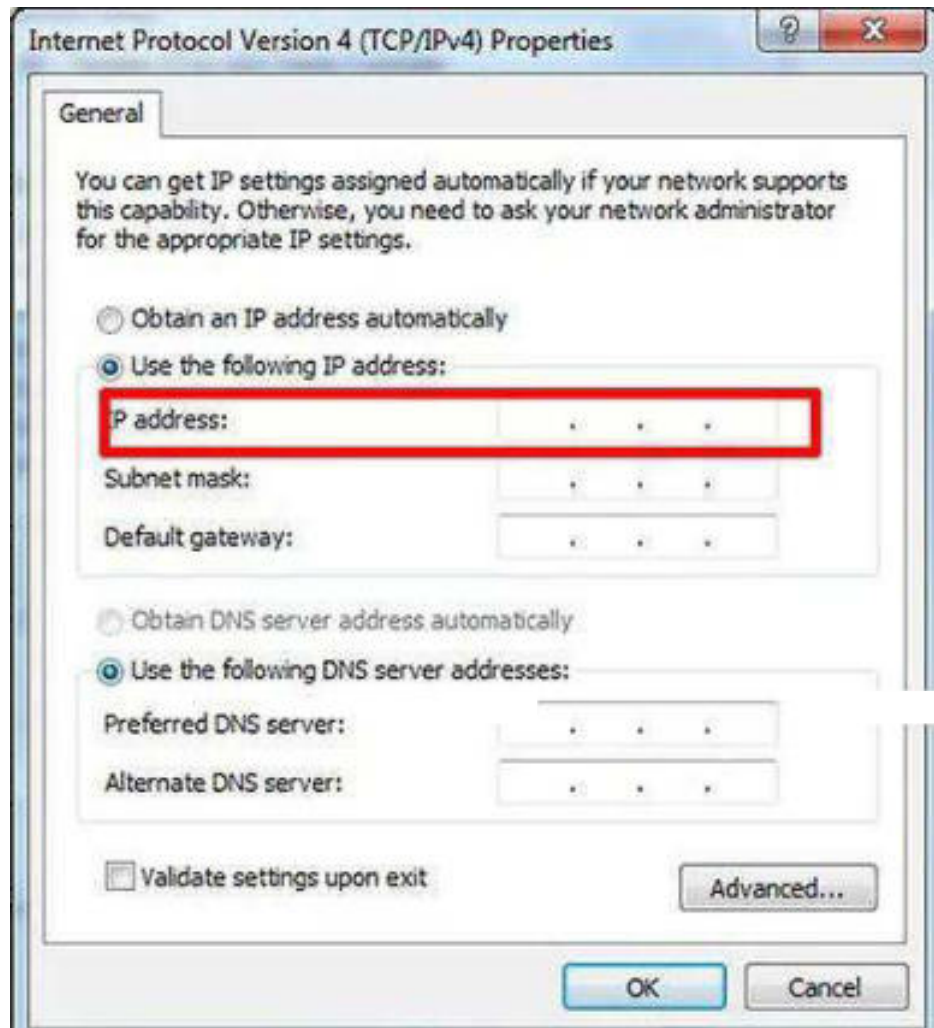 Internet Protocol Version 4 (TCP/IPv4) Properties
General
You can get IP settings assigned automatically if your network supports
this capability. Otherwise, you need to ask your network administrator
for the appropriate IP settings.
Obtain an IP address automatically
Use the following IP address:
IP address: . . .
Subnet mask: . . .
Default gateway: . . .
Obtain DNS server address automatically
Use the following DNS server addresses:
Preferred DNS server: . . .
Alternate DNS server: . . .
Validate settings upon exit
Advanced...
OK Cancel